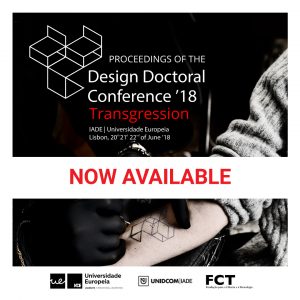 PROCEEDINGS OF THE
Design Doctoral
Conference '18
Transgression
IADE | Universidade Europeia
Lisbon, 20" 21' 22" of June '18
NOW AVAILABLE
ue
Universidade
Europeia
UNIDCOM|IADE
FCT